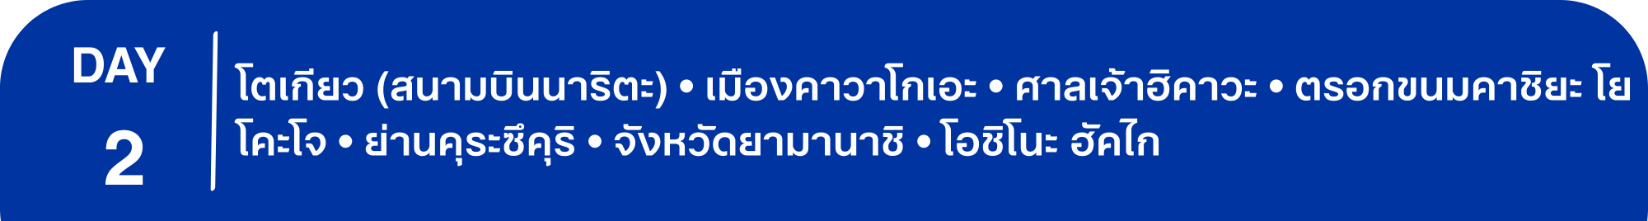 DAY
2
โตเกียว (สนามบินนาริตะ) • เมืองคาวาโกเอะ • ศาลเจ้าฮิคาวะ • ตรอกขนมคาชิยะ โย
โคะโจ • ย่านคุระซึคุริ • จังหวัดยามานาชิ • โอชิโนะ ฮัคไก